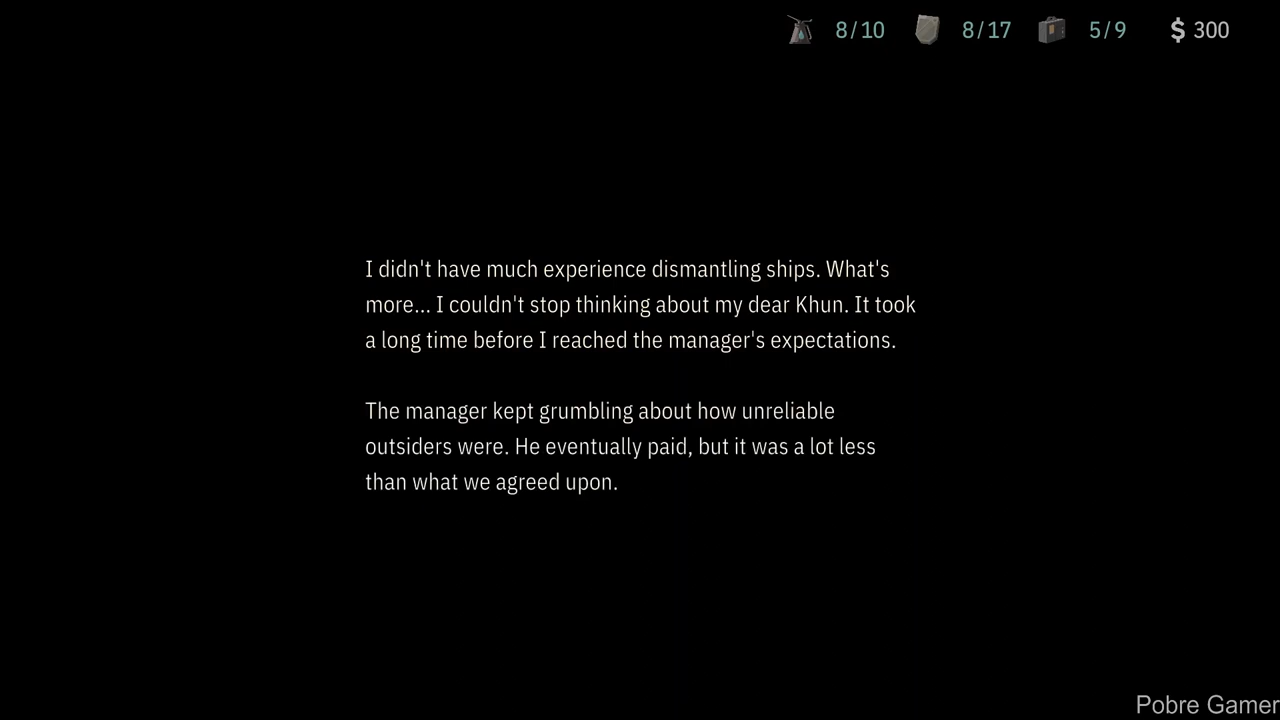 8/10 8/17 5/9 $ 300
I didn't have much experience dismantling ships. What's
more... I couldn't stop thinking about my dear Khun. It took
a long time before I reached the manager's expectations.
The manager kept grumbling about how unreliable
outsiders were. He eventually paid, but it was a lot less
than what we agreed upon.
Pobre Gamer